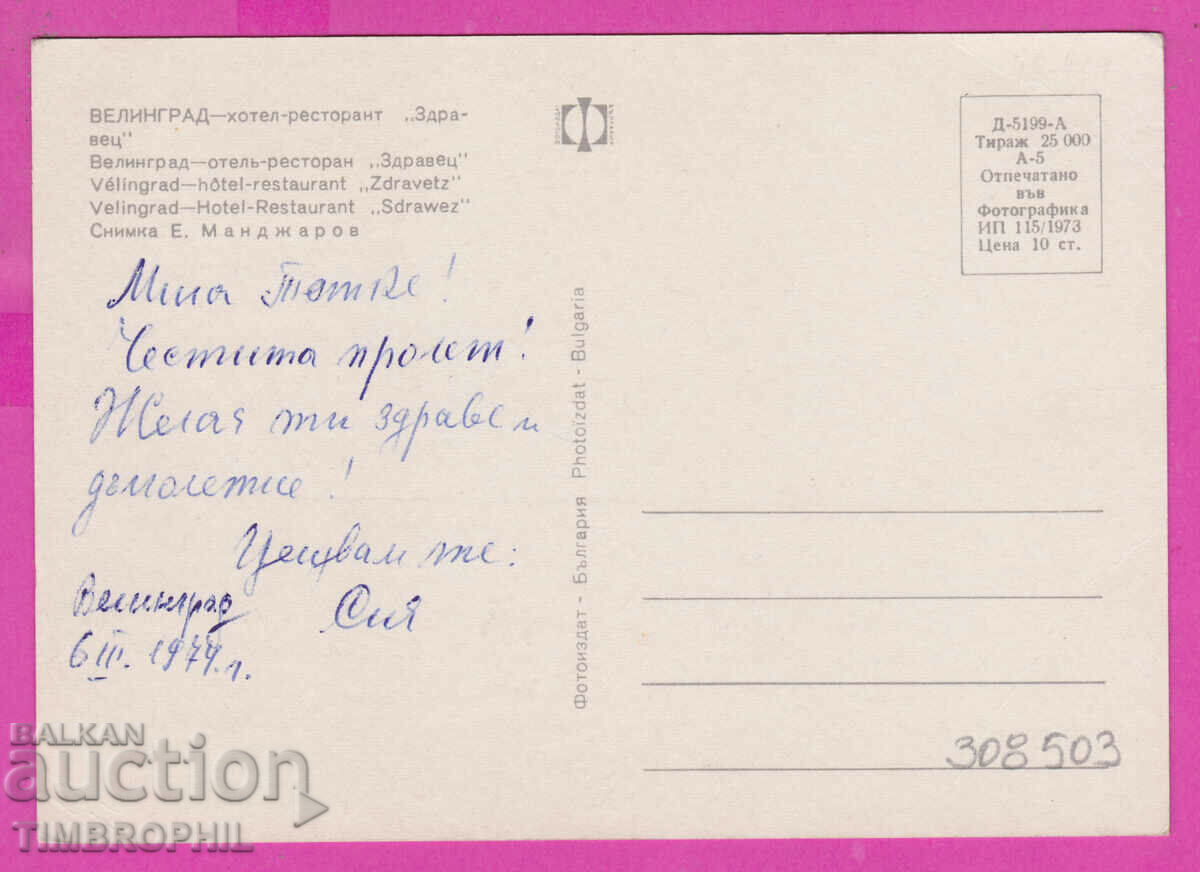 ВЕЛИНГРАД—хотел-ресторант „Здра-
вец"
Велинград—отель-ресторан „Здравец"
Vélingrad—hôtel-restaurant „Zdravetz"
Velingrad—Hotel-Restaurant „Sdrawez"
Снимка Е. Манджаров
Д-5199-А
Тираж 25 000
А-5
Отпечатано
във
Фотографика
ИП 115/1973
Цена 10 ст.
Мила Тотке!
Честита пролет!
Желая ти здраве и
дълголетие!
Целувам те:
Сия
Велинград
6 III. 1974 г.
Фотоиздат - България Photoïzdat - Bulgaria
308503
BALKAN
auction
TIMBROPHIL